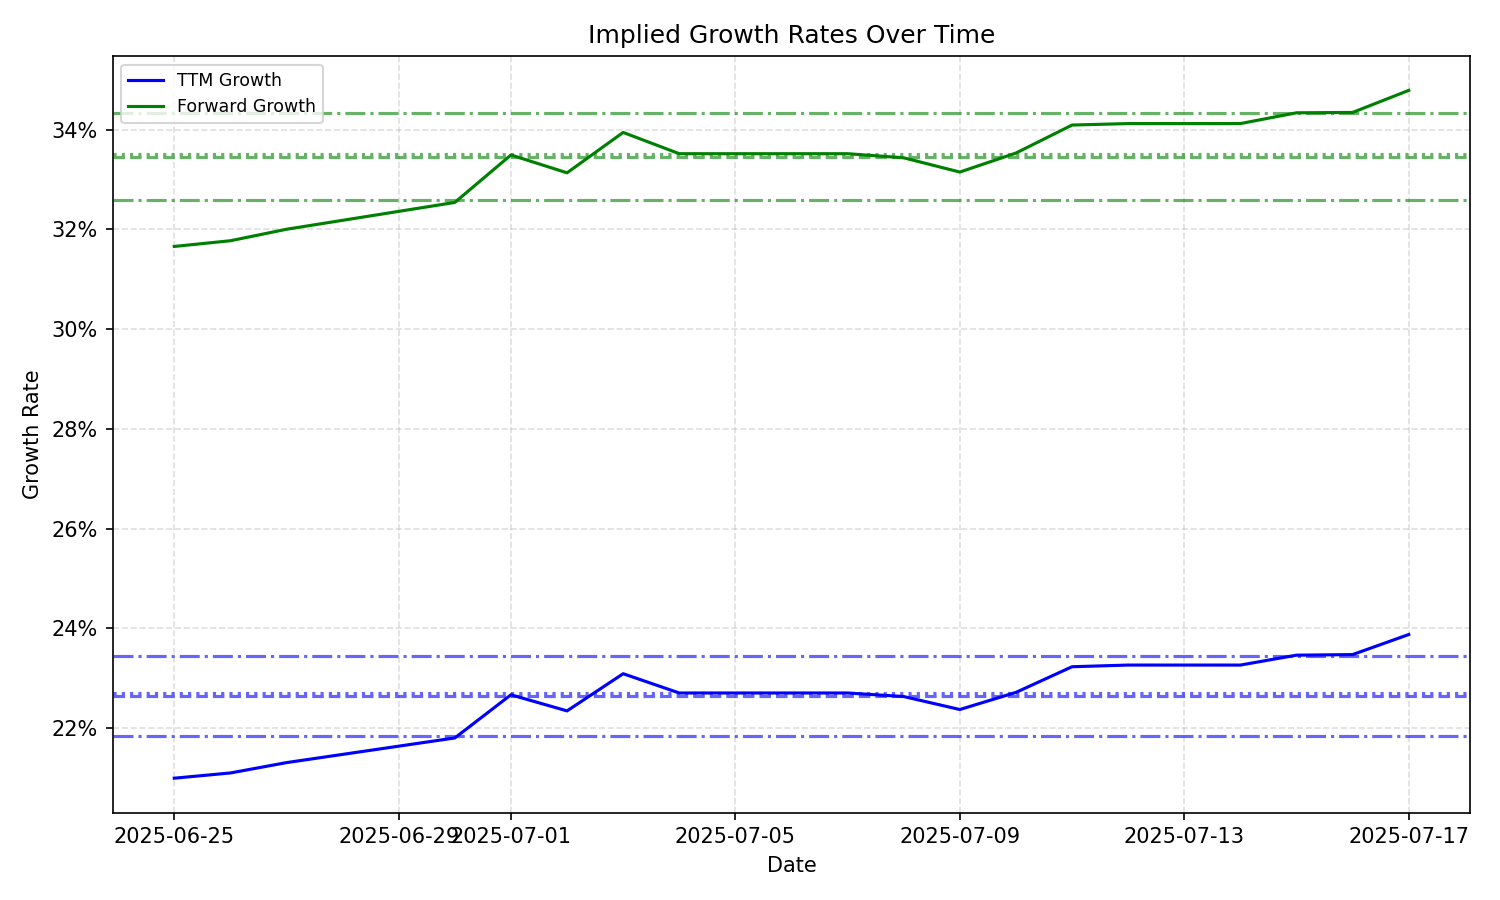 Implied Growth Rates Over Time
TTM Growth
Forward Growth
34%
32%
30%
28%
26%
24%
22%
Growth Rate
2025-06-25
2025-06-29
2025-07-01
2025-07-05
2025-07-09
2025-07-13
2025-07-17
Date